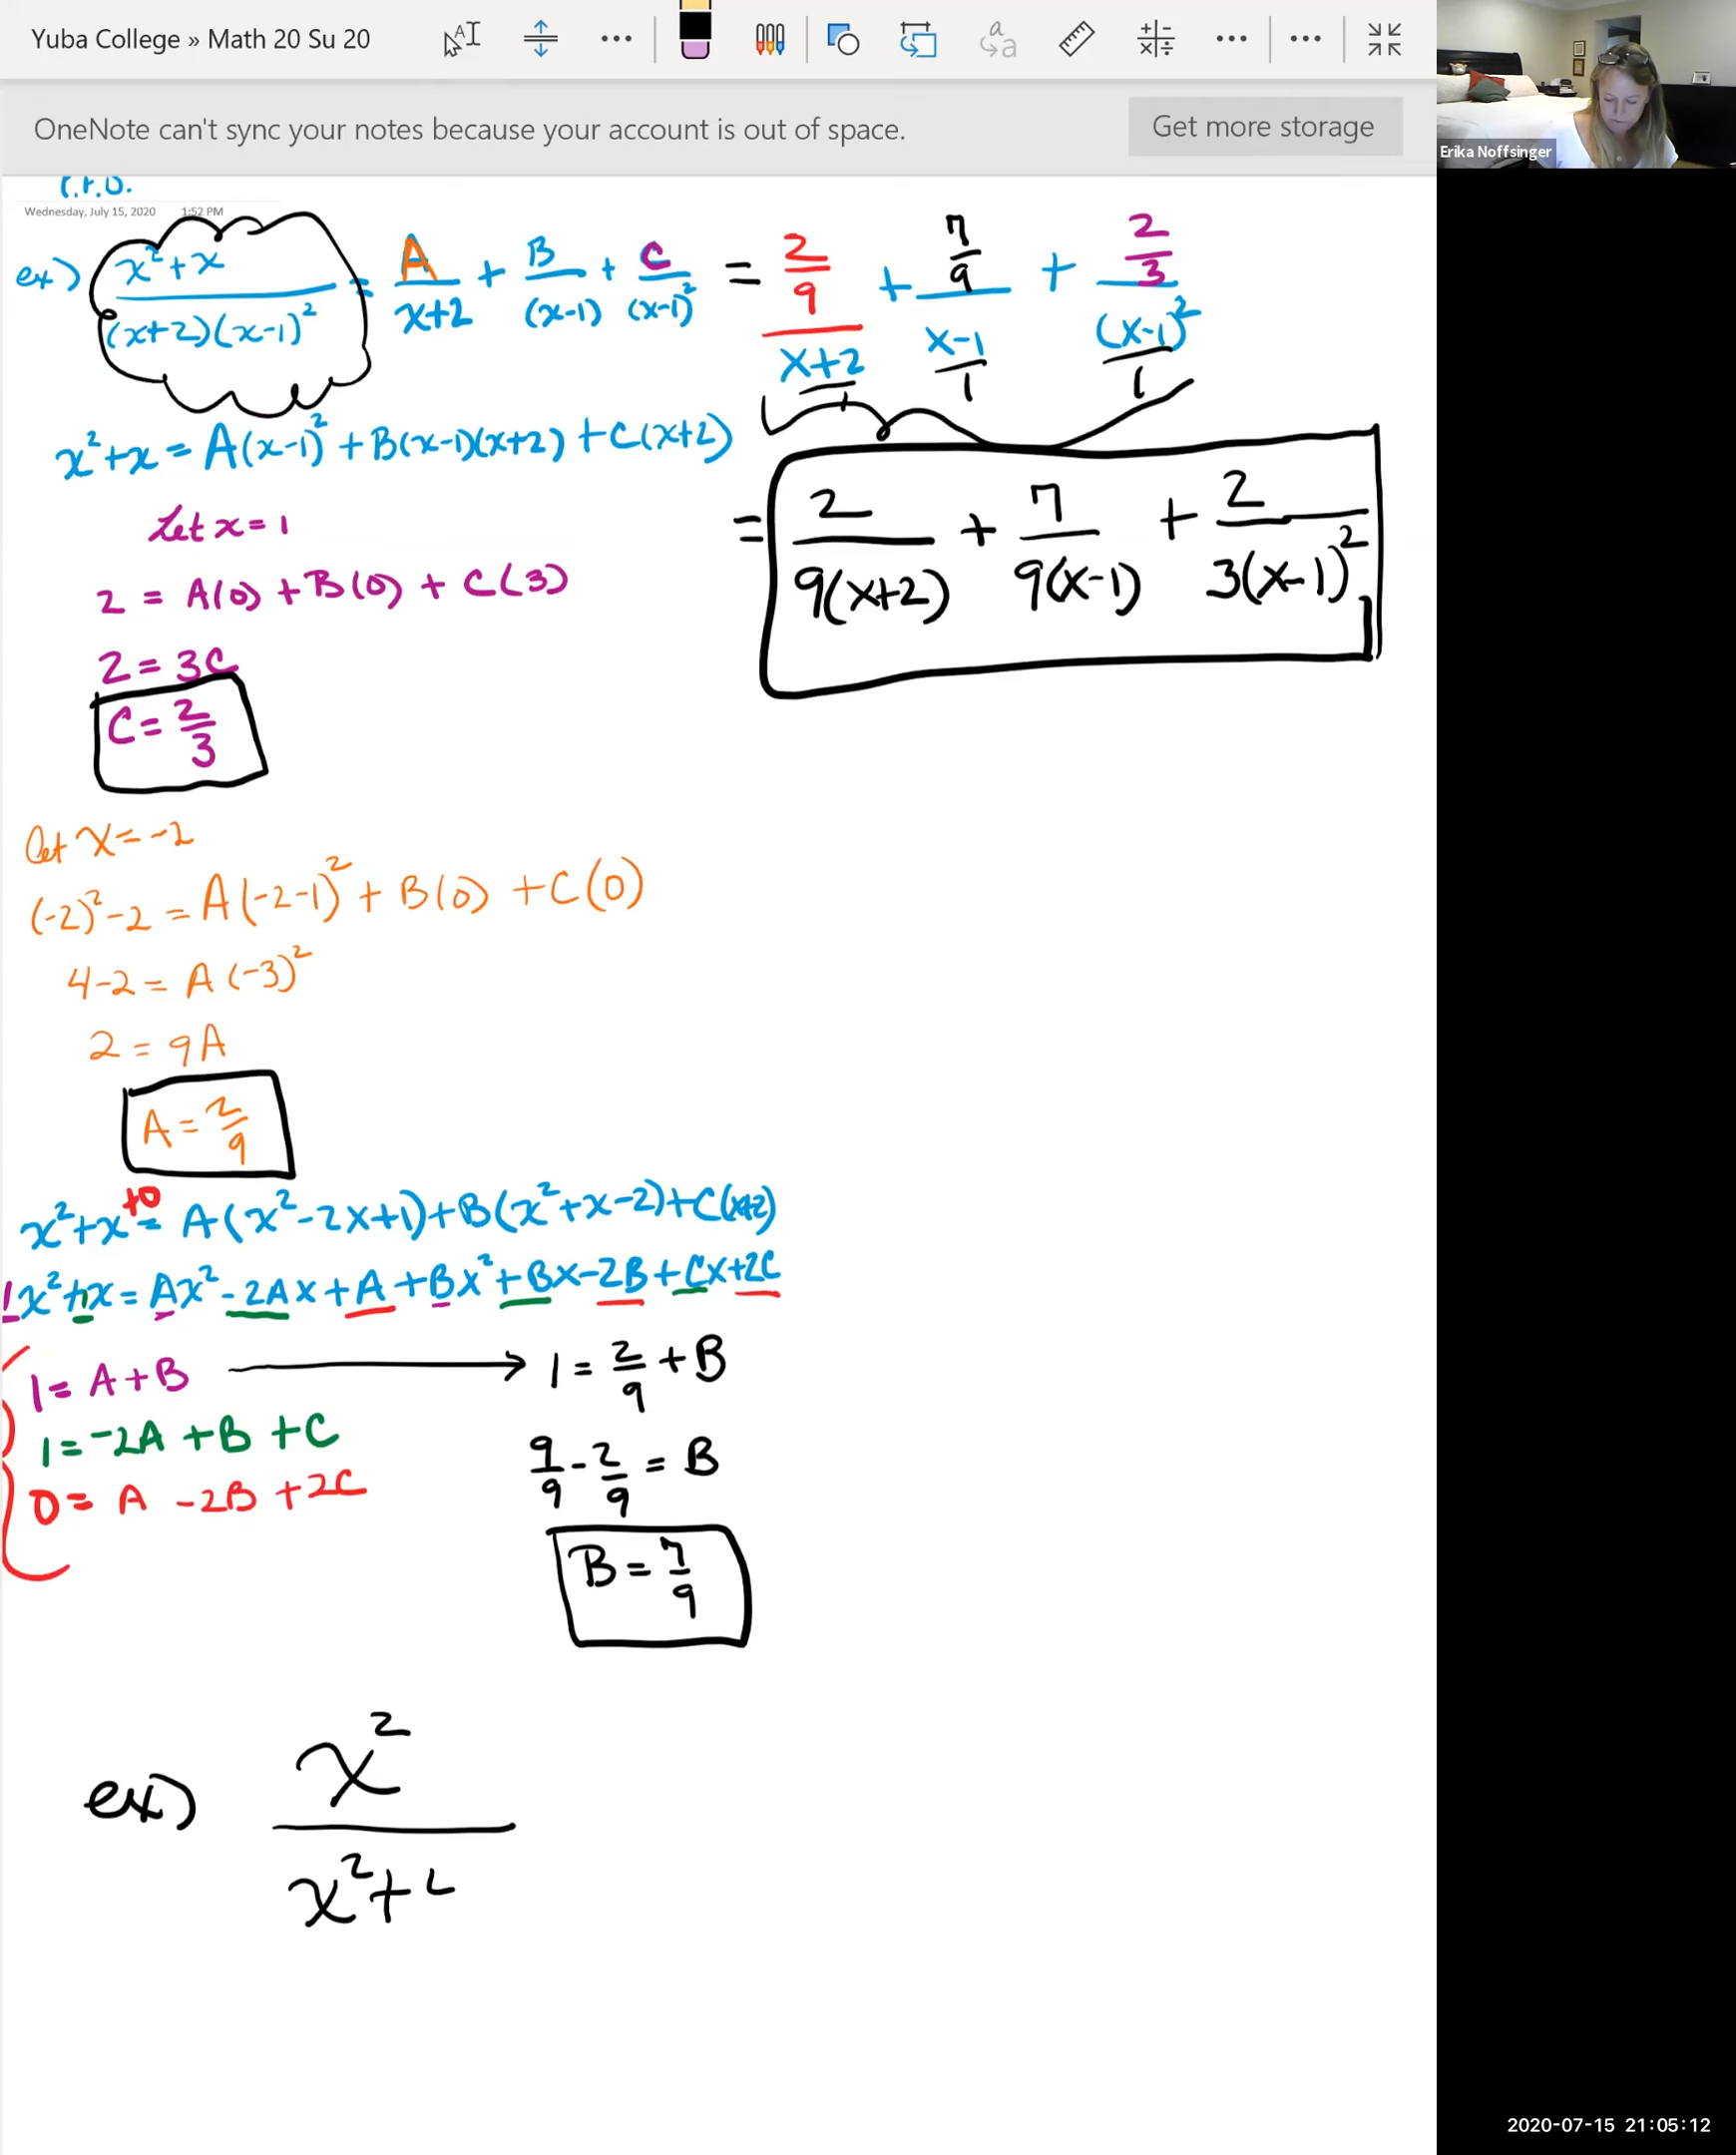 Yuba College » Math 20 Su 20
OneNote can't sync your notes because your account is out of space.
Get more storage
Erika Noffsinger
P.F.D.
Wednesday, July 15, 2020 1:52 PM
ex) (x²+x)/((x+2)(x-1)²) = A/(x+2) + B/(x-1) + C/(x-1)² = (2/9)/((x+2)/1) + (7/9)/((x-1)/1) + (2/3)/((x-1)²/1)
x²+x = A(x-1)² + B(x-1)(x+2) + C(x+2)
= 2/(9(x+2)) + 7/(9(x-1)) + 2/(3(x-1)²)
Let x=1
2 = A(0) + B(0) + C(3)
2 = 3C
C = 2/3
Let x=-2
(-2)²-2 = A(-2-1)² + B(0) + C(0)
4-2 = A(-3)²
2 = 9A
A = 2/9
x²+x+0 = A(x²-2x+1)+B(x²+x-2)+C(x+2)
1x²+1x = Ax²-2Ax+A+Bx²+Bx-2B+Cx+2C
1 = A+B → 1 = 2/9 + B
1 = -2A+B+C
9/9 - 2/9 = B
0 = A -2B +2C
B = 7/9
ex) x²/(x²+
2020-07-15 21:05:12